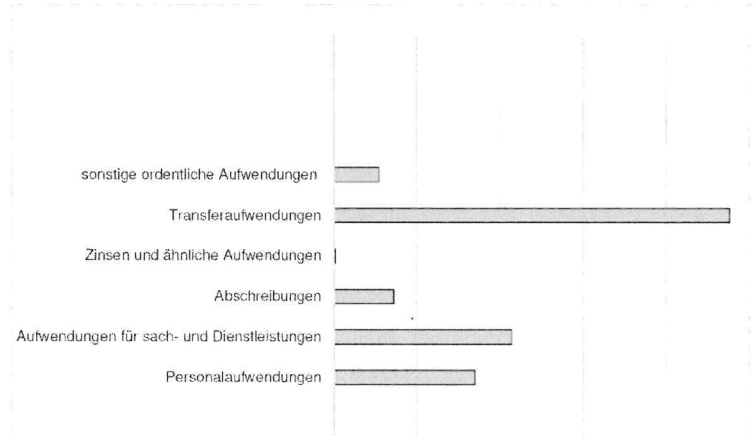 sonstige ordentliche Aufwendungen
Transferaufwendungen
Zinsen und ähnliche Aufwendungen
Abschreibungen
Aufwendungen für sach- und Dienstleistungen
Personalaufwendungen